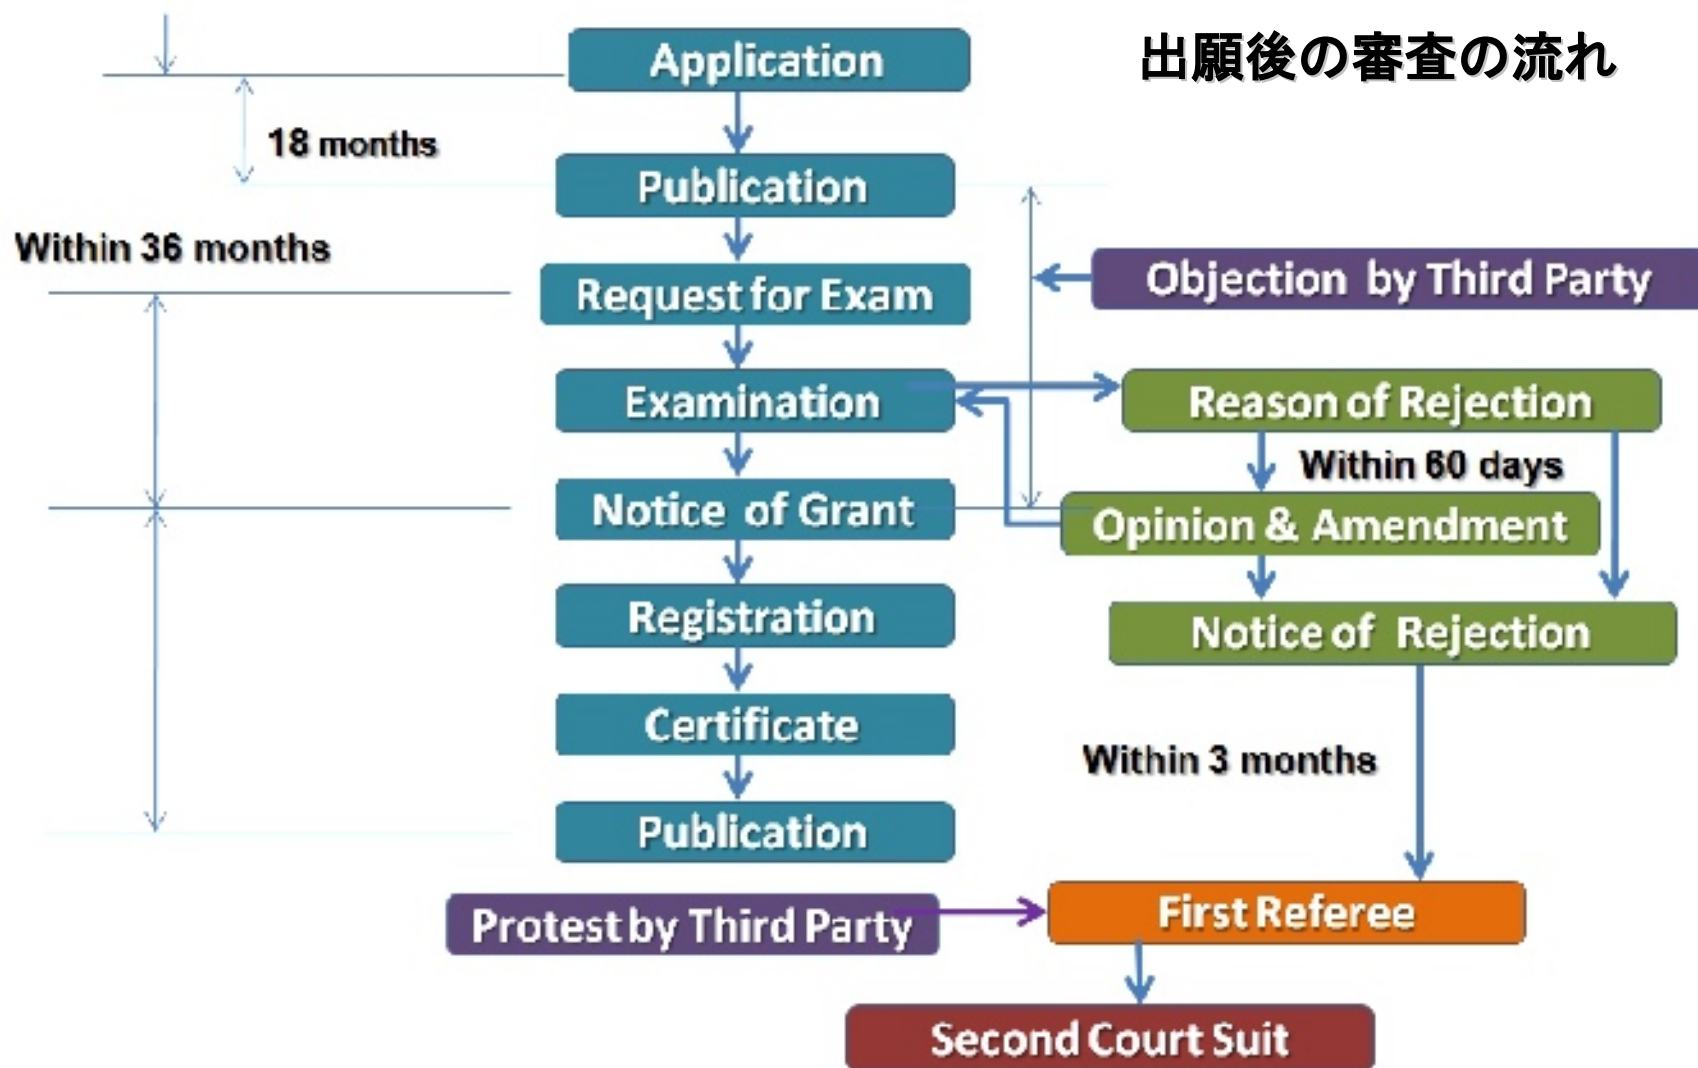 出願後の審査の流れ
Application
18 months
Publication
Within 36 months
Request for Exam
Objection by Third Party
Examination
Reason of Rejection
Within 60 days
Notice of Grant
Opinion & Amendment
Registration
Notice of Rejection
Certificate
Within 3 months
Publication
Protest by Third Party
First Referee
Second Court Suit